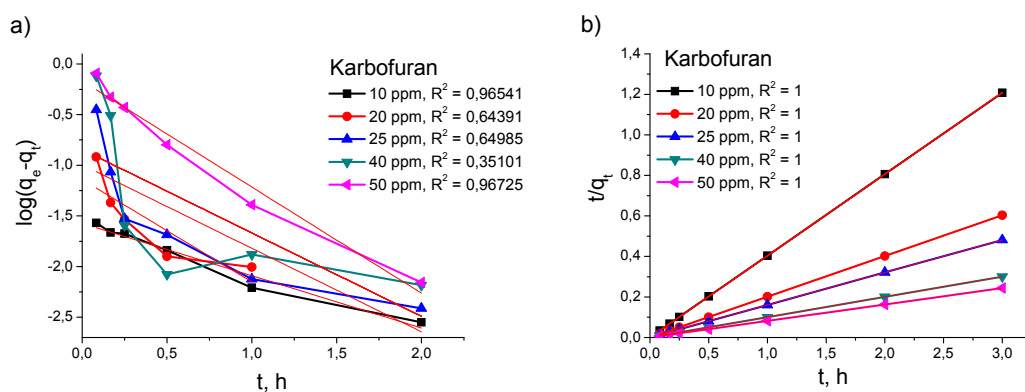 a)
log(qₑ-qₜ)
0,0
-0,5
-1,0
-1,5
-2,0
-2,5
0,0 0,5 1,0 1,5 2,0
t, h
Karbofuran
10 ppm, R² = 0,96541
20 ppm, R² = 0,64391
25 ppm, R² = 0,64985
40 ppm, R² = 0,35101
50 ppm, R² = 0,96725
b)
t/qₜ
1,4
1,2
1,0
0,8
0,6
0,4
0,2
0,0
0,0 0,5 1,0 1,5 2,0 2,5 3,0
t, h
Karbofuran
10 ppm, R² = 1
20 ppm, R² = 1
25 ppm, R² = 1
40 ppm, R² = 1
50 ppm, R² = 1